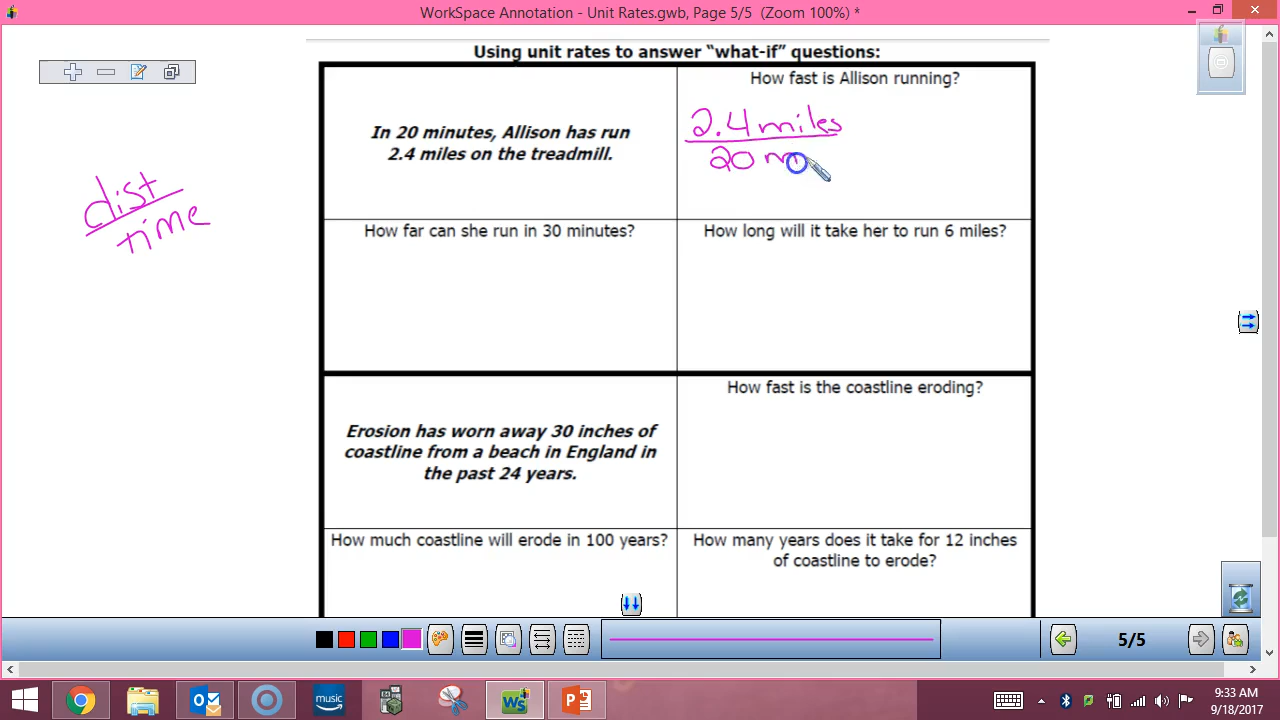 WorkSpace Annotation - Unit Rates.gwb, Page 5/5 (Zoom 100%) *
Using unit rates to answer “what-if” questions:
In 20 minutes, Allison has run
2.4 miles on the treadmill.
How fast is Allison running?
2.4 miles
20 m
dist
time
How far can she run in 30 minutes?
How long will it take her to run 6 miles?
Erosion has worn away 30 inches of
coastline from a beach in England in
the past 24 years.
How fast is the coastline eroding?
How much coastline will erode in 100 years?
How many years does it take for 12 inches
of coastline to erode?
5/5
music
WS
9:33 AM
9/18/2017